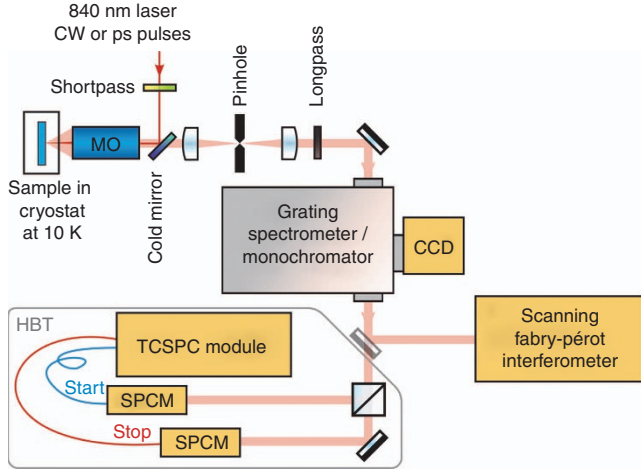 840 nm laser
CW or ps pulses
Shortpass
Pinhole
Longpass
MO
Sample in
cryostat
at 10 K
Cold mirror
Grating
spectrometer /
monochromator
CCD
HBT
TCSPC module
Scanning
fabry-pérot
interferometer
Start
SPCM
Stop
SPCM